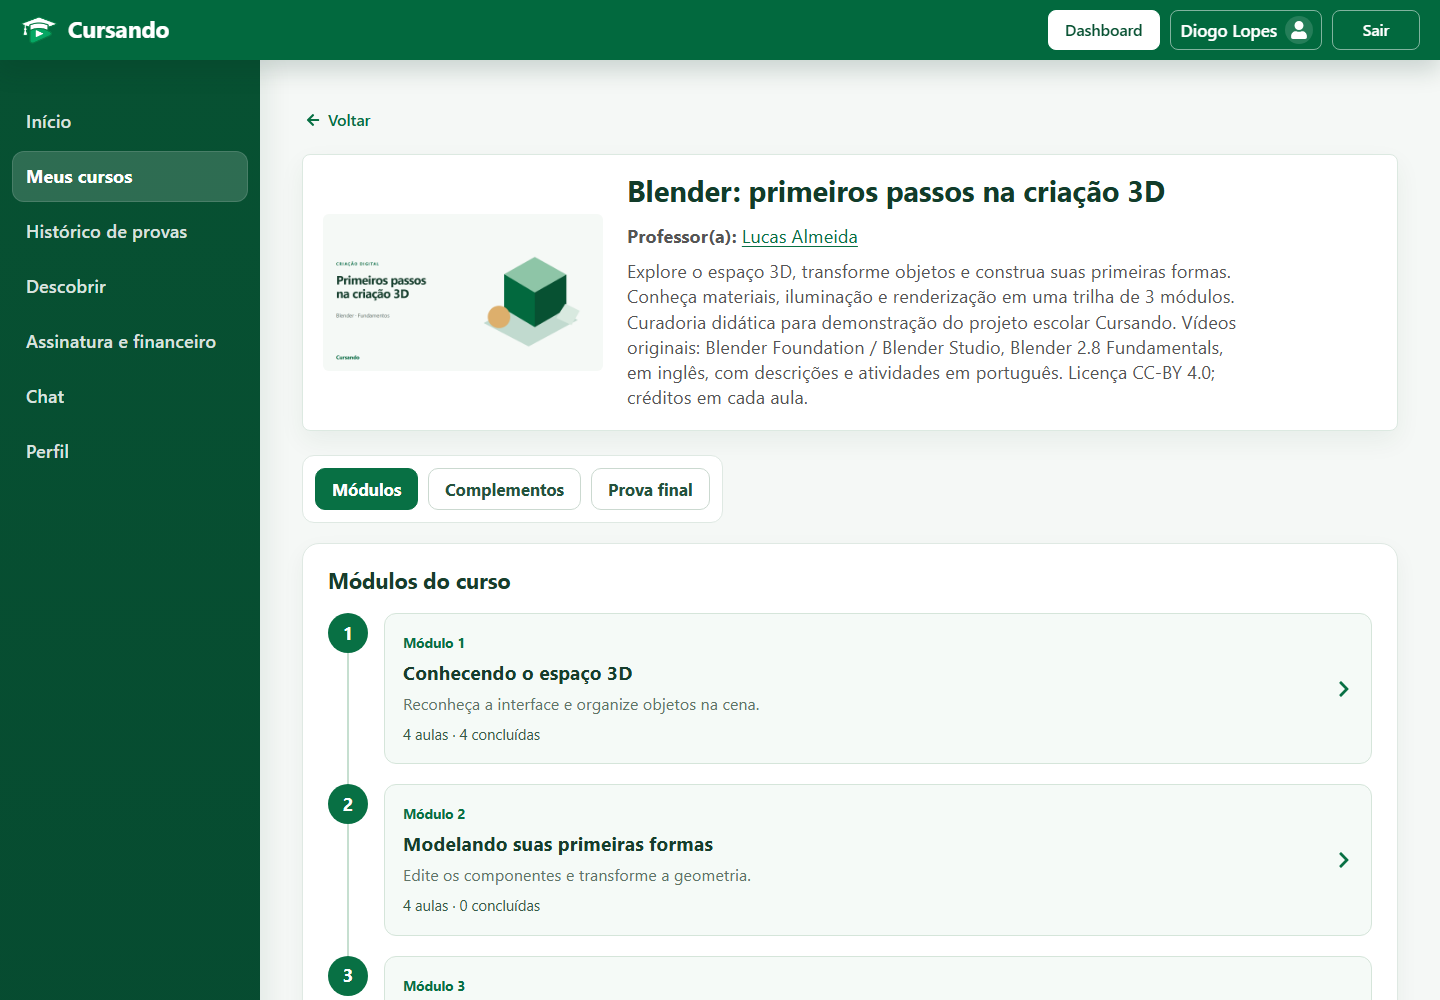 Cursando
Dashboard
Diogo Lopes
Sair
Início
Meus cursos
Histórico de provas
Descobrir
Assinatura e financeiro
Chat
Perfil
Voltar
CRIAÇÃO DIGITAL
Primeiros passos
na criação 3D
Blender · Fundamentos
Cursando
Blender: primeiros passos na criação 3D
Professor(a): Lucas Almeida
Explore o espaço 3D, transforme objetos e construa suas primeiras formas.
Conheça materiais, iluminação e renderização em uma trilha de 3 módulos.
Curadoria didática para demonstração do projeto escolar Cursando. Vídeos
originais: Blender Foundation / Blender Studio, Blender 2.8 Fundamentals,
em inglês, com descrições e atividades em português. Licença CC-BY 4.0;
créditos em cada aula.
Módulos
Complementos
Prova final
Módulos do curso
1
Módulo 1
Conhecendo o espaço 3D
Reconheça a interface e organize objetos na cena.
4 aulas · 4 concluídas
2
Módulo 2
Modelando suas primeiras formas
Edite os componentes e transforme a geometria.
4 aulas · 0 concluídas
3
Módulo 3